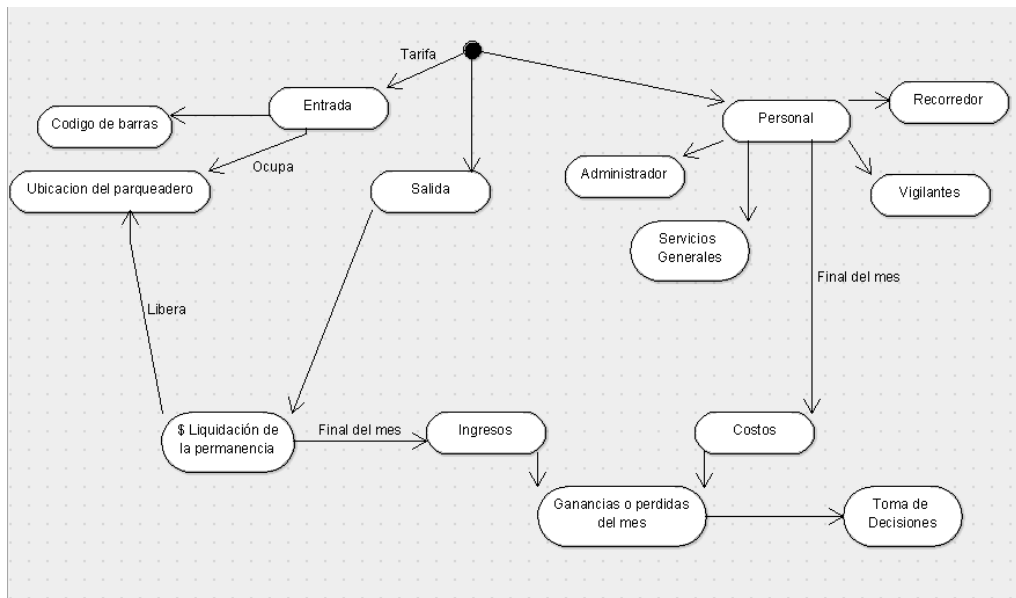 Tarifa
Entrada
Codigo de barras
Ocupa
Ubicacion del parqueadero
Salida
Libera
Personal
Recorredor
Administrador
Vigilantes
Servicios
Generales
Final del mes
$ Liquidación de
la permanencia
Final del mes
Ingresos
Costos
Ganancias o perdidas
del mes
Toma de
Decisiones